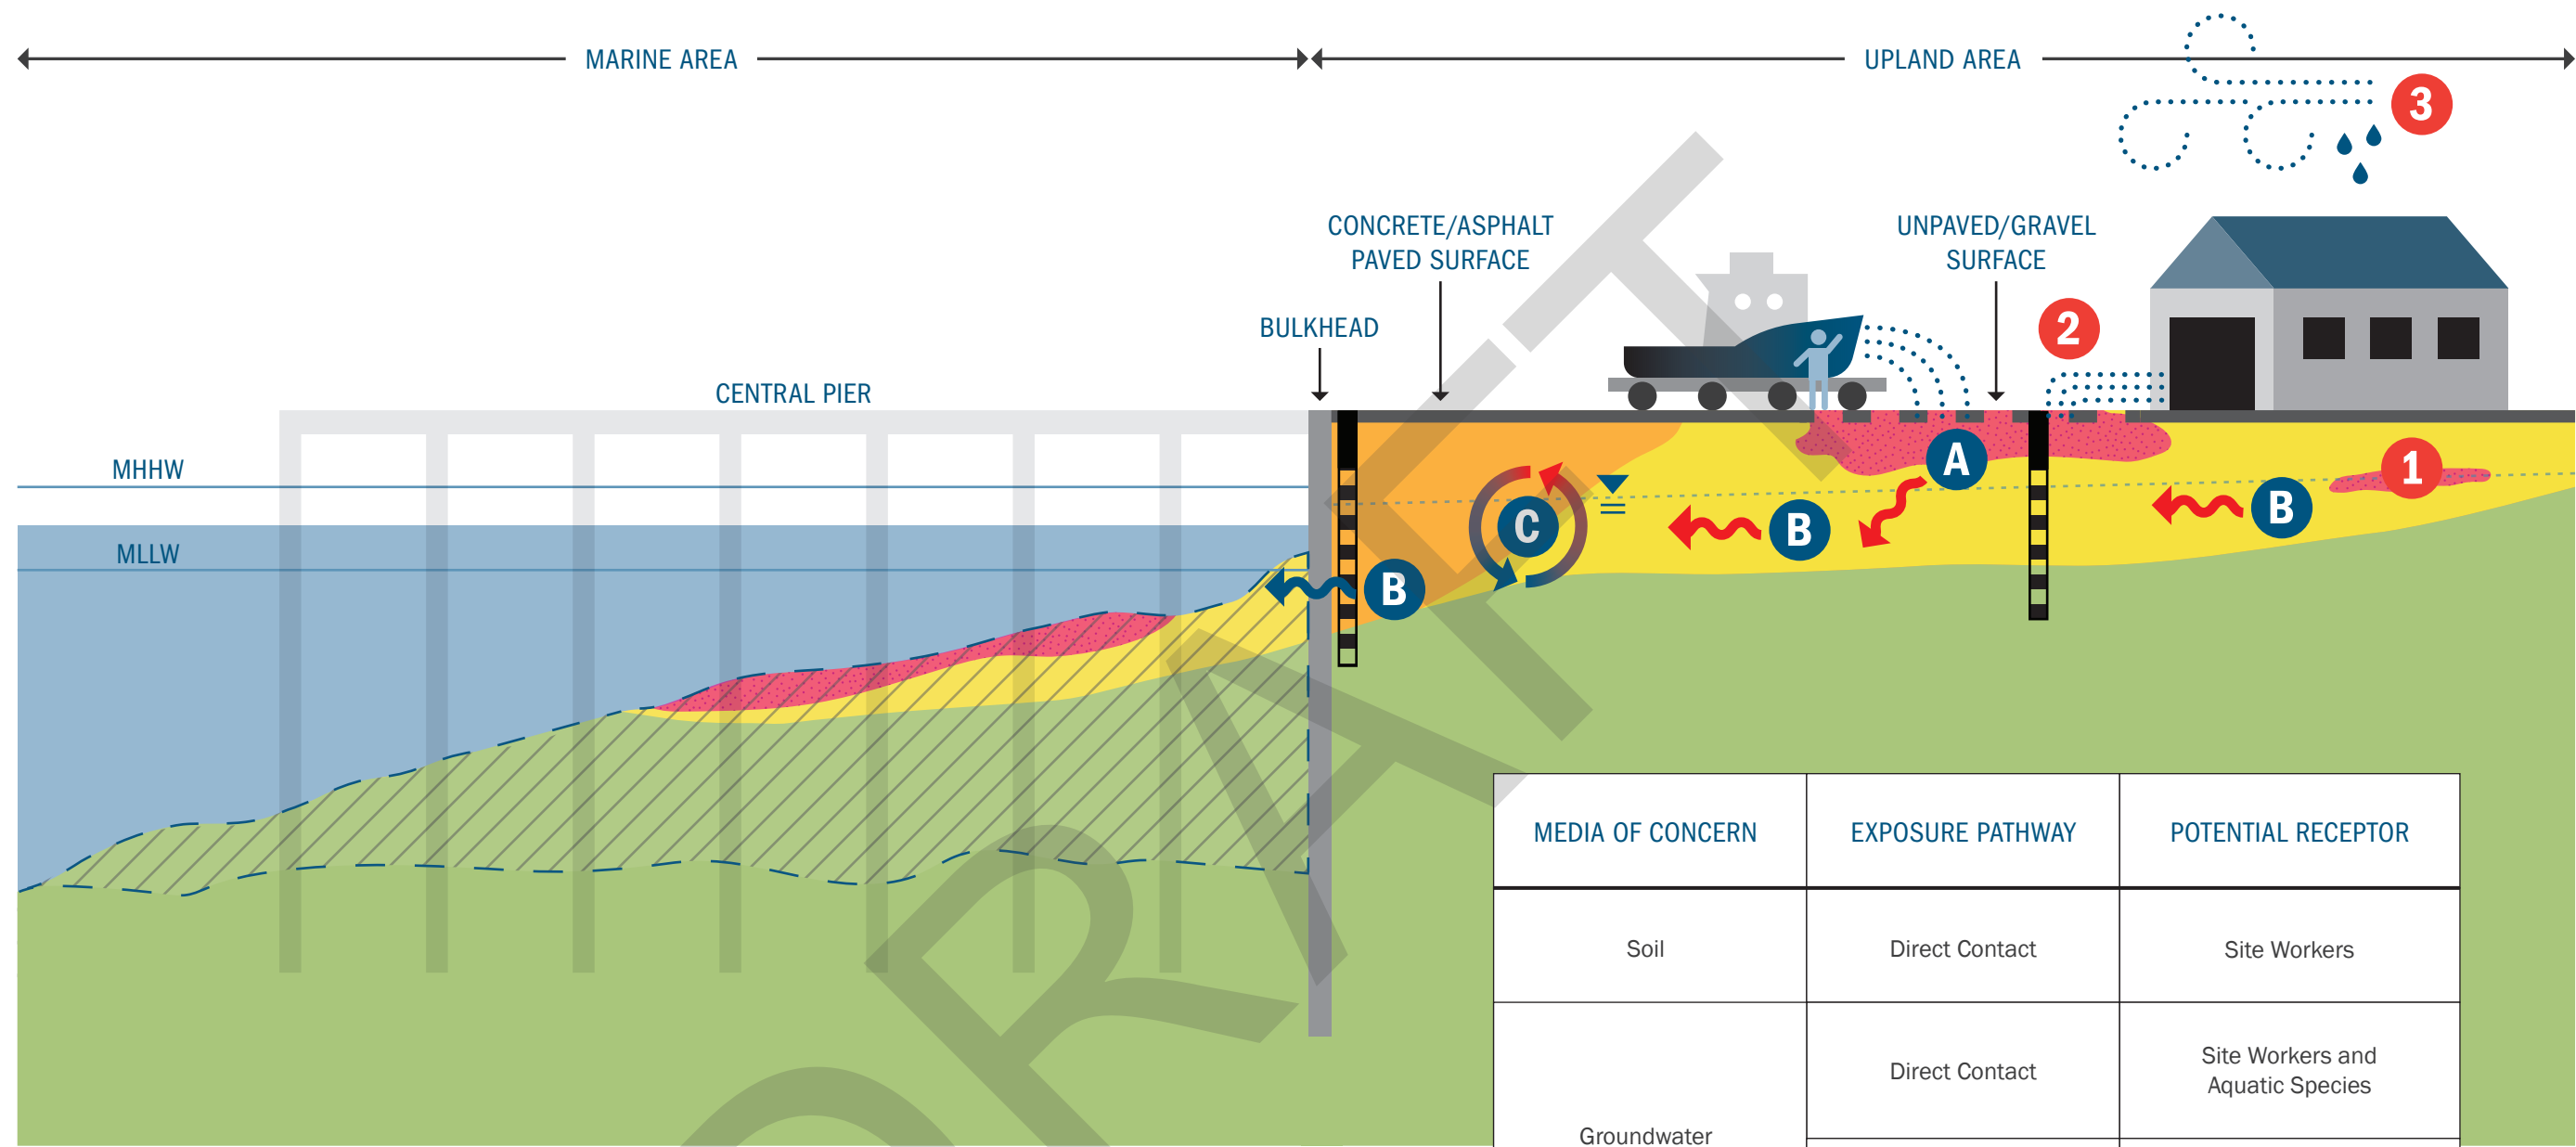 MARINE AREA
UPLAND AREA
3
CONCRETE/ASPHALT
PAVED SURFACE
UNPAVED/GRAVEL
SURFACE
BULKHEAD
2
CENTRAL PIER
MHHW
MLLW
A
1
B
B
C
B
DRAFT
MEDIA OF CONCERN
EXPOSURE PATHWAY
POTENTIAL RECEPTOR
Soil
Direct Contact
Site Workers
Groundwater
Direct Contact
Site Workers and
Aquatic Species